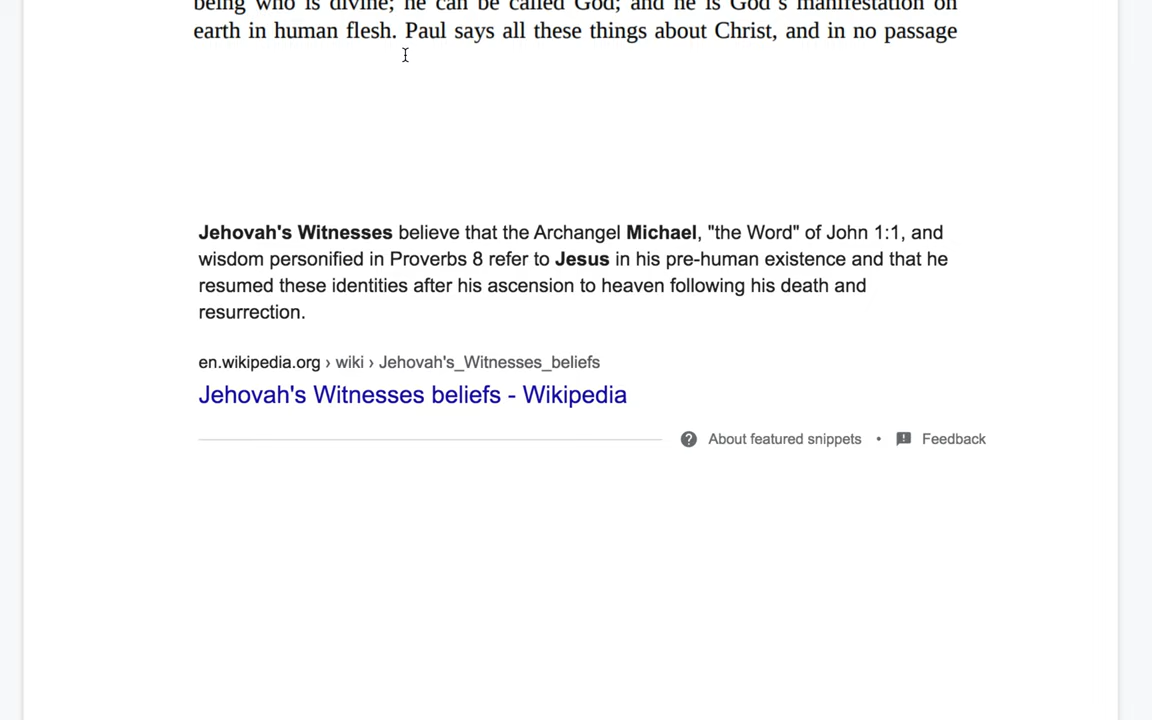 being who is divine; he can be called God; and he is God's manifestation on
earth in human flesh. Paul says all these things about Christ, and in no passage
Jehovah's Witnesses believe that the Archangel Michael, "the Word" of John 1:1, and
wisdom personified in Proverbs 8 refer to Jesus in his pre-human existence and that he
resumed these identities after his ascension to heaven following his death and
resurrection.
en.wikipedia.org › wiki › Jehovah's_Witnesses_beliefs
Jehovah's Witnesses beliefs - Wikipedia
About featured snippets • Feedback